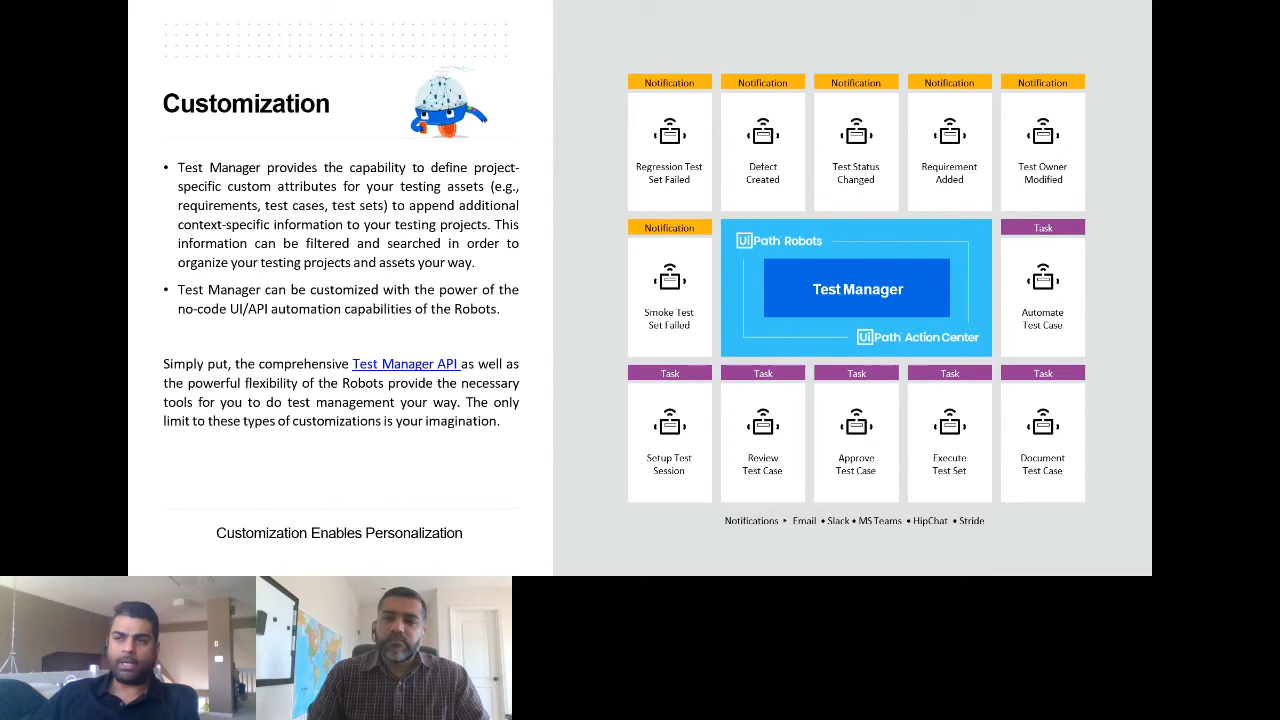 Customization
• Test Manager provides the capability to define project-
specific custom attributes for your testing assets (e.g.,
requirements, test cases, test sets) to append additional
context-specific information to your testing projects. This
information can be filtered and searched in order to
organize your testing projects and assets your way.
• Test Manager can be customized with the power of the
no-code UI/API automation capabilities of the Robots.
Simply put, the comprehensive Test Manager API as well as
the powerful flexibility of the Robots provide the necessary
tools for you to do test management your way. The only
limit to these types of customizations is your imagination.
Customization Enables Personalization
Notification
Regression Test
Set Failed
Notification
Defect
Created
Notification
Test Status
Changed
Notification
Requirement
Added
Notification
Test Owner
Modified
Notification
Smoke Test
Set Failed
UiPath Robots
Test Manager
UiPath Action Center
Task
Automate
Test Case
Task
Setup Test
Session
Task
Review
Test Case
Task
Approve
Test Case
Task
Execute
Test Set
Task
Document
Test Case
Notifications ‣ Email • Slack • MS Teams • HipChat • Stride